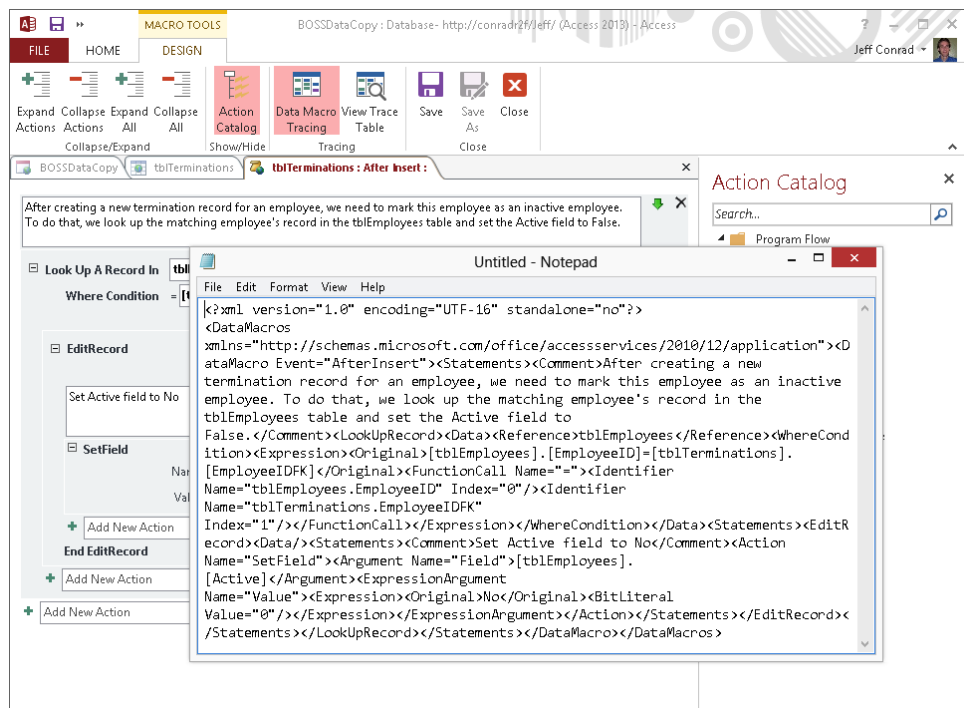 MACRO TOOLS
BOSSDataCopy : Database- http://conradr2f/Jeff/ (Access 2013) - Access
FILE HOME DESIGN
Jeff Conrad
Expand Actions
Collapse Actions
Expand All
Collapse All
Action Catalog
Data Macro Tracing
View Trace Table
Save
Save As
Close
Collapse/Expand Show/Hide Tracing Close
BOSSDataCopy tblTerminations tblTerminations : After Insert :
After creating a new termination record for an employee, we need to mark this employee as an inactive employee.
To do that, we look up the matching employee's record in the tblEmployees table and set the Active field to False.
Look Up A Record In
Where Condition =
EditRecord
Set Active field to No
SetField
Add New Action
End EditRecord
Add New Action
Add New Action
Action Catalog
Search...
Program Flow
Untitled - Notepad
File Edit Format View Help
<?xml version="1.0" encoding="UTF-16" standalone="no"?>
<DataMacros
xmlns="http://schemas.microsoft.com/office/accessservices/2010/12/application"><D
ataMacro Event="AfterInsert"><Statements><Comment>After creating a new
termination record for an employee, we need to mark this employee as an inactive
employee. To do that, we look up the matching employee's record in the
tblEmployees table and set the Active field to
False.</Comment><LookUpRecord><Data><Reference>tblEmployees</Reference><WhereCond
ition><Expression><Original>[tblEmployees].[EmployeeID]=[tblTerminations].
[EmployeeIDFK]</Original><FunctionCall Name="="><Identifier
Name="tblEmployees.EmployeeID" Index="0"/><Identifier
Name="tblTerminations.EmployeeIDFK"
Index="1"/></FunctionCall></Expression></WhereCondition></Data><Statements><EditR
ecord><Data/><Statements><Comment>Set Active field to No</Comment><Action
Name="SetField"><Argument Name="Field">[tblEmployees].
[Active]</Argument><ExpressionArgument
Name="Value"><Expression><Original>No</Original><BitLiteral
Value="0"/></Expression></ExpressionArgument></Action></Statements></EditRecord><
/Statements></LookUpRecord></Statements></DataMacro></DataMacros>